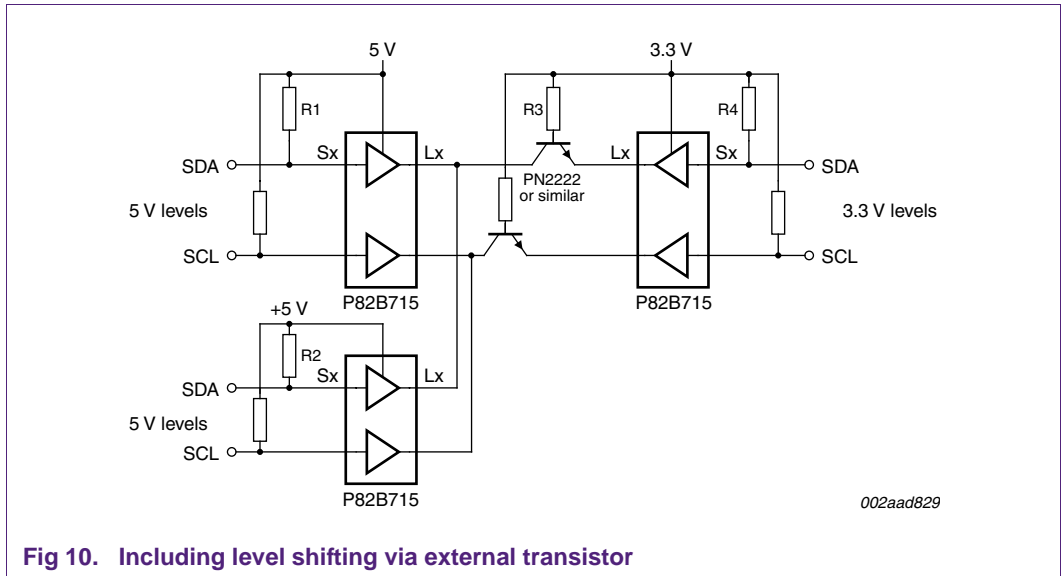 5 V
3.3 V
R1
R3
R4
SDA
Sx
Lx
Lx
Sx
SDA
PN2222
or similar
5 V levels
3.3 V levels
SCL
SCL
P82B715
P82B715
+5 V
R2
SDA
Sx
Lx
5 V levels
SCL
P82B715
002aad829
Fig 10. Including level shifting via external transistor